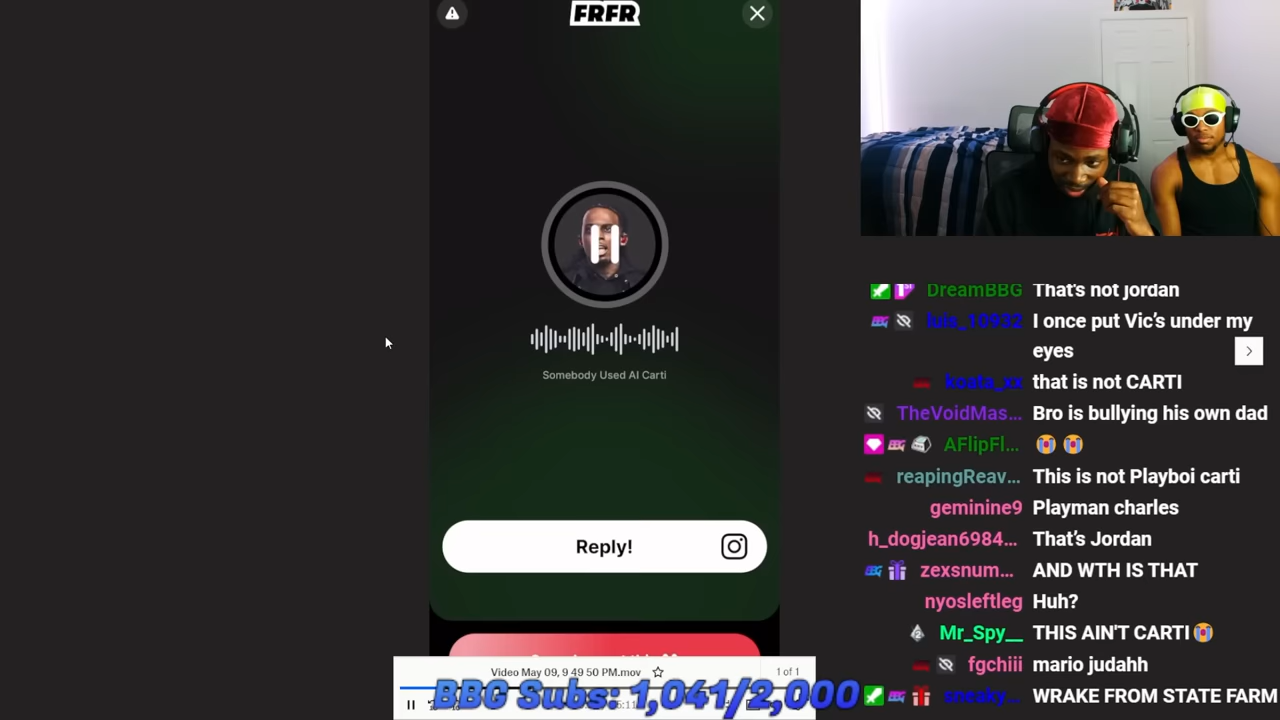 FRFR
Somebody Used AI Carti
Reply!
Video May 09, 9 49 50 PM.mov
1 of 1
BBG Subs: 1,041/2,000
DreamBBG That's not jordan
luis_10932 I once put Vic's under my
eyes
koata_xx that is not CARTI
TheVoidMas... Bro is bullying his own dad
AFlipFl... 😭 😭
reapingReav... This is not Playboi carti
geminine9 Playman charles
h_dogjean6984... That's Jordan
zexsnum... AND WTH IS THAT
nyosleftleg Huh?
Mr_Spy__ THIS AIN'T CARTI😭
fgchiii mario judahh
sneaky... WRAKE FROM STATE FARM